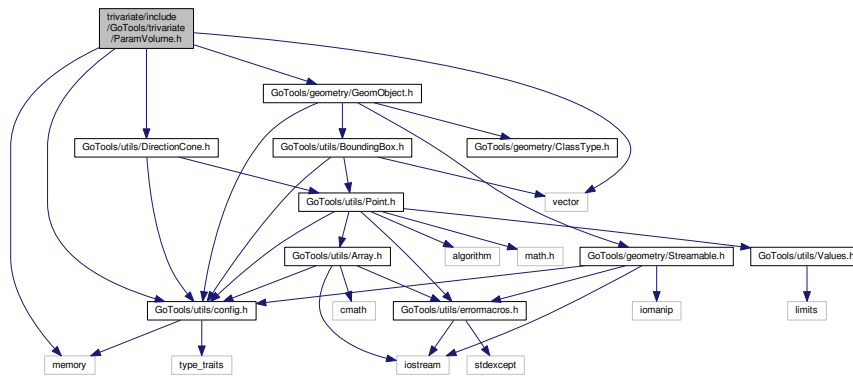 trivariate/include
/GoTools/trivariate
/ParamVolume.h
GoTools/geometry/GeomObject.h
GoTools/utils/DirectionCone.h
GoTools/utils/BoundingBox.h
GoTools/geometry/ClassType.h
GoTools/utils/Point.h
vector
GoTools/utils/Array.h
algorithm
math.h
GoTools/geometry/Streamable.h
GoTools/utils/Values.h
GoTools/utils/config.h
cmath
GoTools/utils/errormacros.h
iomanip
limits
memory
type_traits
iostream
stdexcept